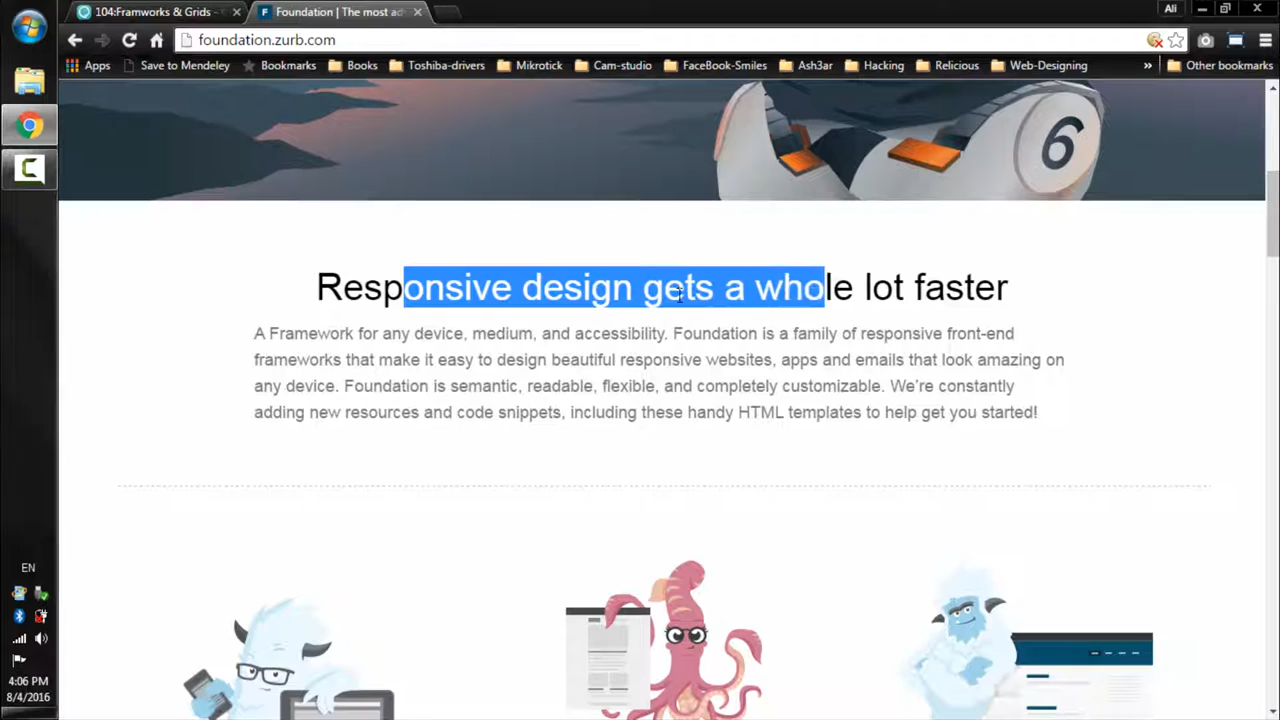 104:Framworks & Grids -
Foundation | The most ad
Ali
foundation.zurb.com
Apps
Save to Mendeley
Bookmarks
Books
Toshiba-drivers
Mikrotick
Cam-studio
FaceBook-Smiles
Ash3ar
Hacking
Relicious
Web-Designing
»
Other bookmarks
6
Responsive design gets a whole lot faster
A Framework for any device, medium, and accessibility. Foundation is a family of responsive front-end
frameworks that make it easy to design beautiful responsive websites, apps and emails that look amazing on
any device. Foundation is semantic, readable, flexible, and completely customizable. We're constantly
adding new resources and code snippets, including these handy HTML templates to help get you started!
EN
4:06 PM
8/4/2016